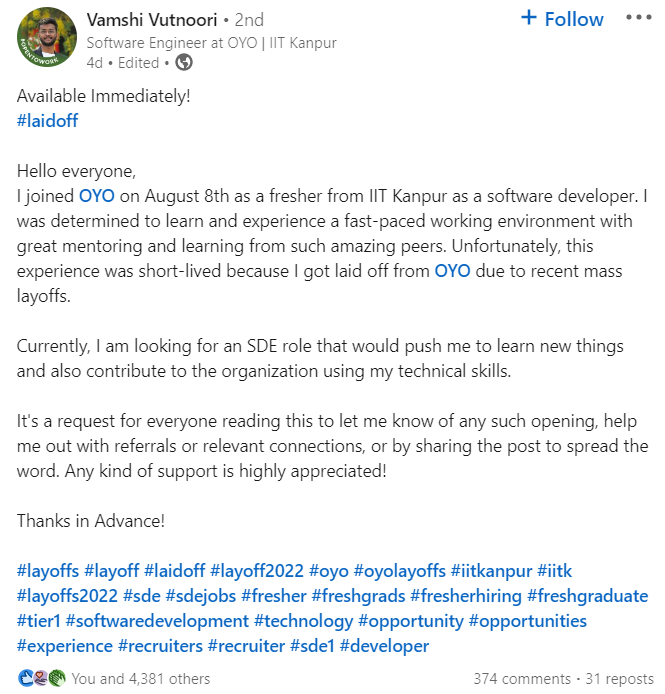 Vamshi Vutnoori • 2nd
+ Follow
Software Engineer at OYO | IIT Kanpur
4d • Edited •
#OPENTOWORK
Available Immediately!
#laidoff
Hello everyone,
I joined OYO on August 8th as a fresher from IIT Kanpur as a software developer. I
was determined to learn and experience a fast-paced working environment with
great mentoring and learning from such amazing peers. Unfortunately, this
experience was short-lived because I got laid off from OYO due to recent mass
layoffs.
Currently, I am looking for an SDE role that would push me to learn new things
and also contribute to the organization using my technical skills.
It's a request for everyone reading this to let me know of any such opening, help
me out with referrals or relevant connections, or by sharing the post to spread the
word. Any kind of support is highly appreciated!
Thanks in Advance!
#layoffs #layoff #laidoff #layoff2022 #oyo #oyolayoffs #iitkanpur #iitk
#layoffs2022 #sde #sdejobs #fresher #freshgrads #fresherhiring #freshgraduate
#tier1 #softwaredevelopment #technology #opportunity #opportunities
#experience #recruiters #recruiter #sde1 #developer
You and 4,381 others
374 comments • 31 reposts